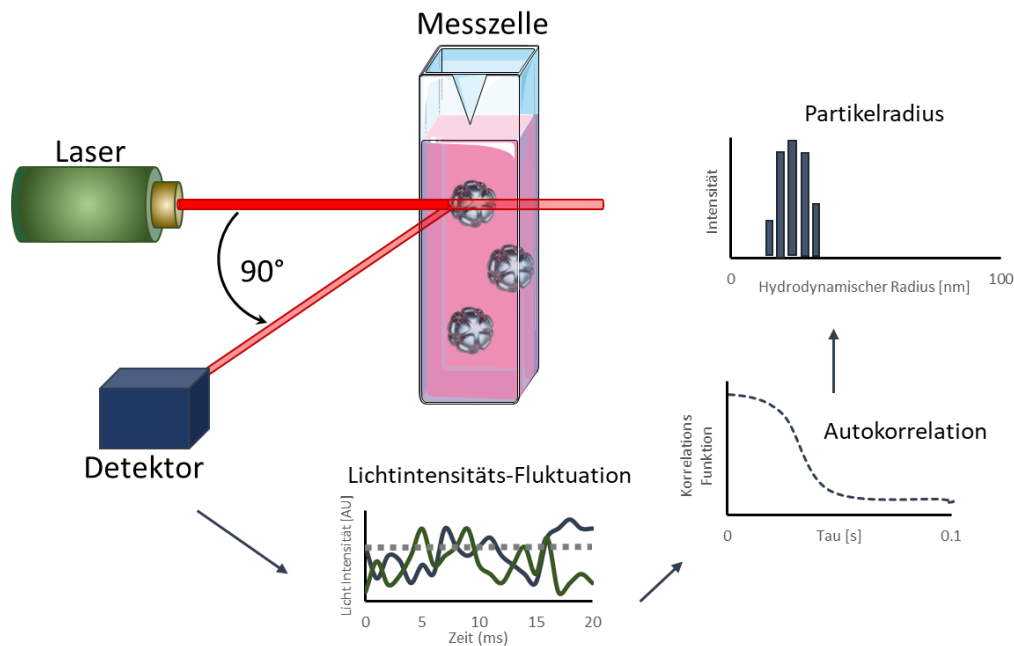 Messzelle
Laser
90°
Detektor
Lichtintensitäts-Fluktuation
Licht Intensität [AU]
0 5 10 15 20
Zeit (ms)
Partikelradius
Intensität
0 100
Hydrodynamischer Radius [nm]
Autokorrelation
Korrelations
Funktion
0 Tau [s] 0.1